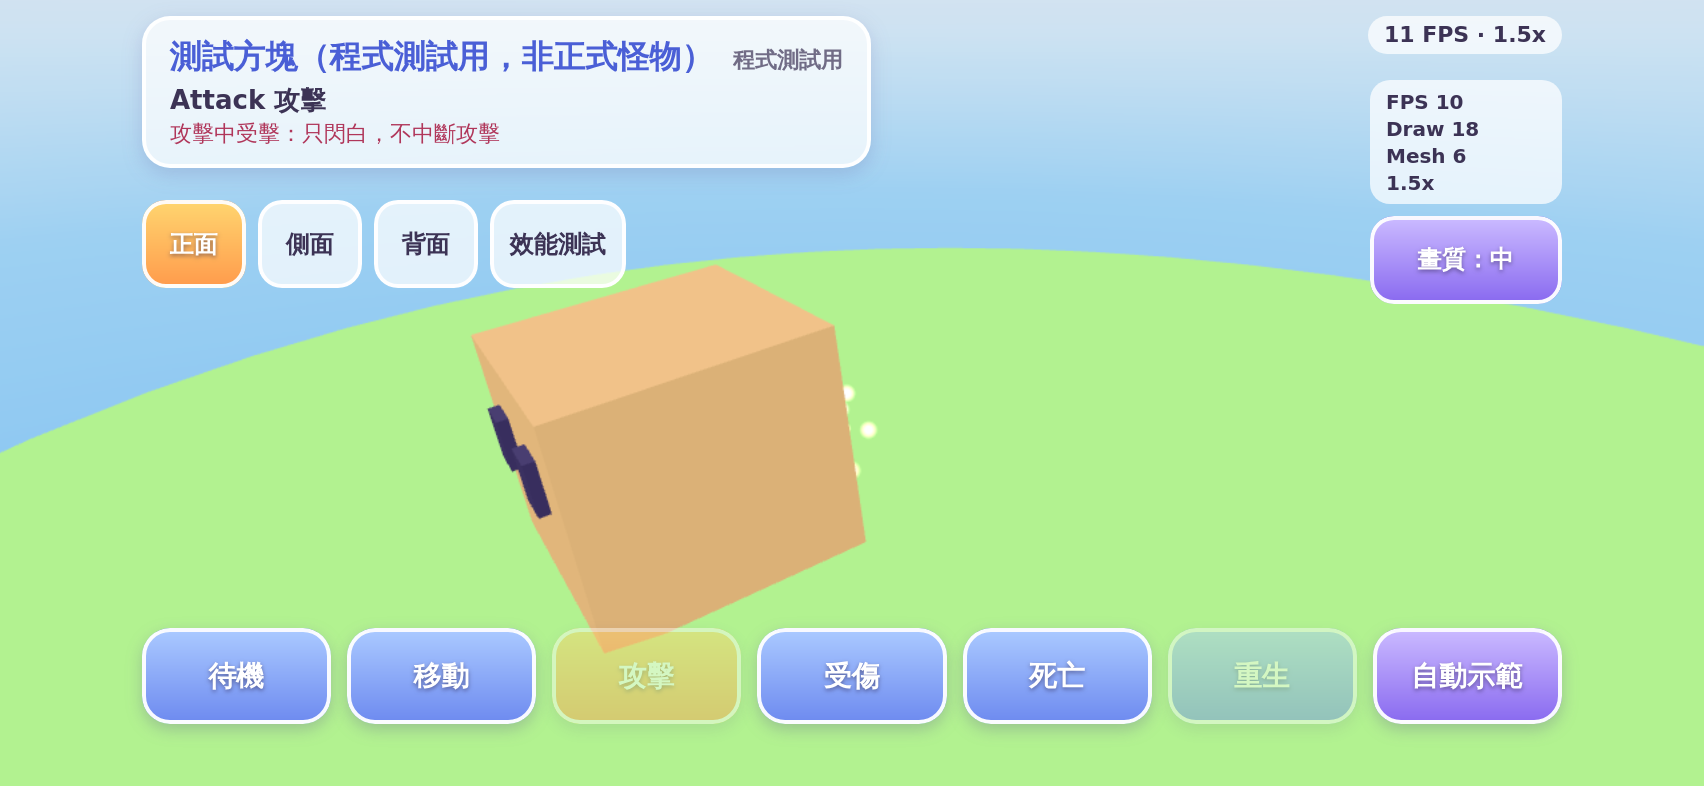 測試方塊（程式測試用，非正式怪物） 程式測試用
Attack 攻擊
攻擊中受擊：只閃白，不中斷攻擊
11 FPS · 1.5x
FPS 10
Draw 18
Mesh 6
1.5x
正面 側面 背面 效能測試
畫質：中
待機 移動 攻擊 受傷 死亡 重生 自動示範